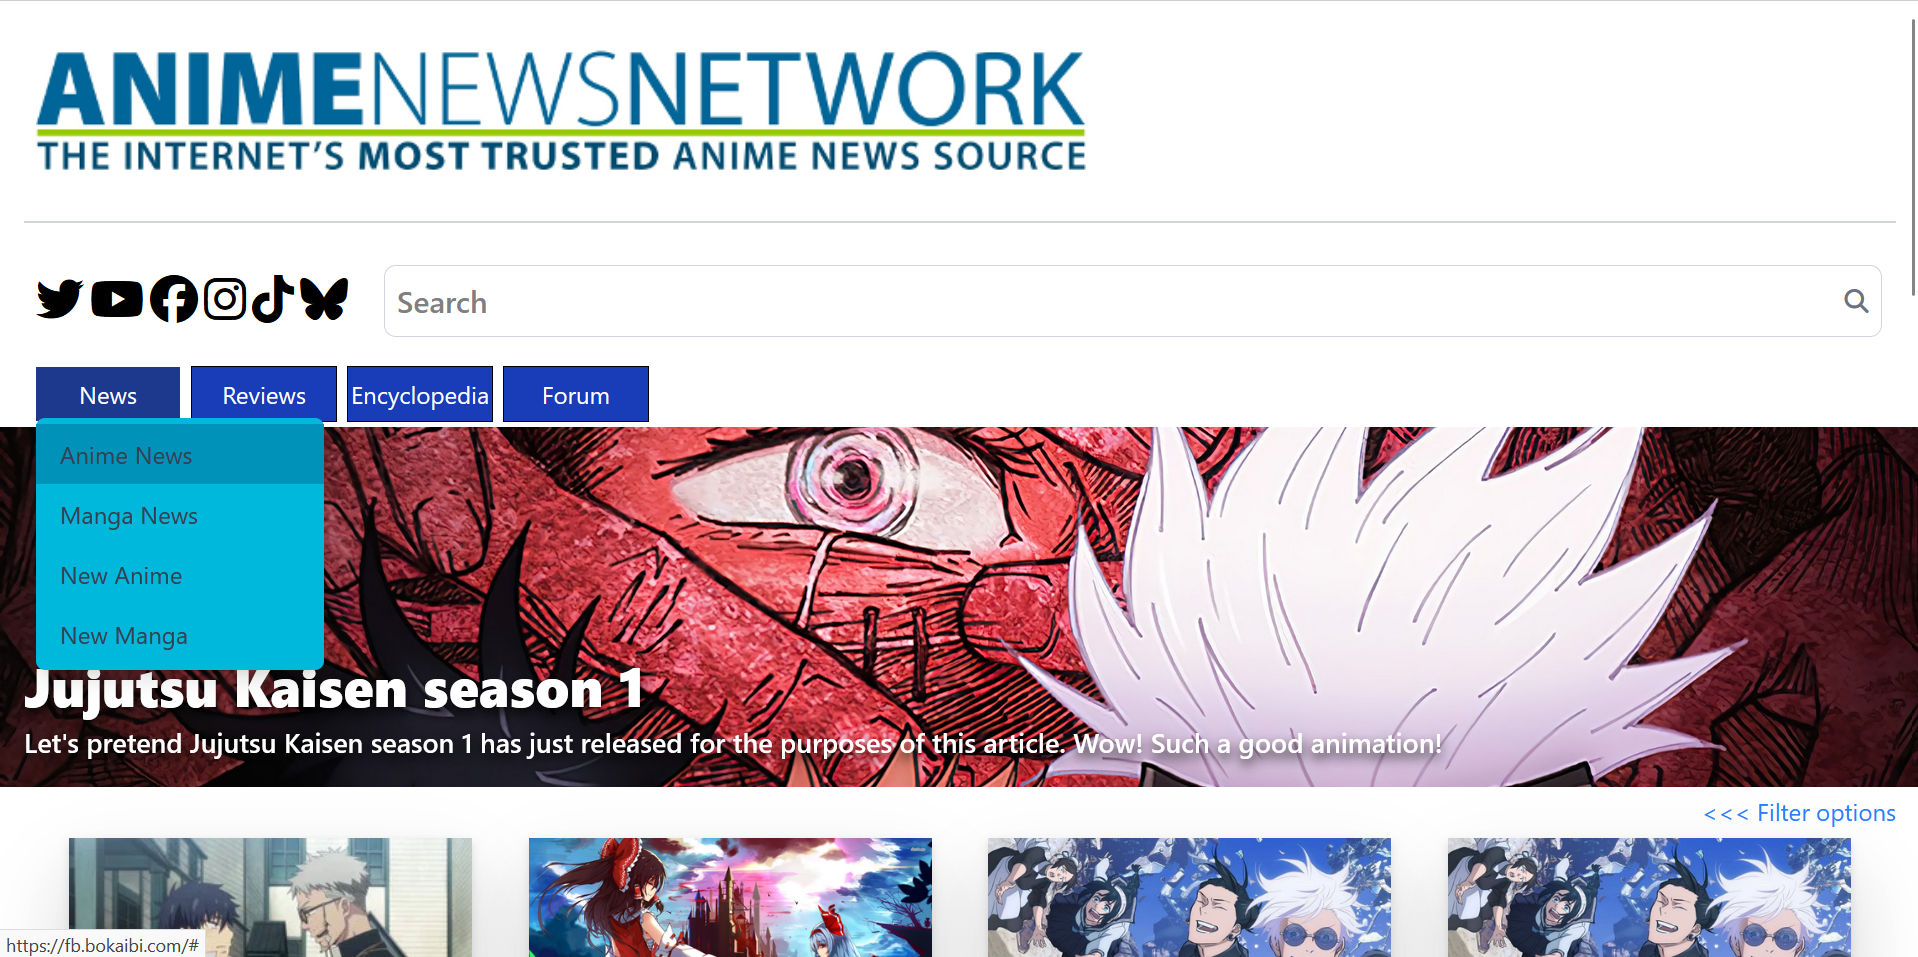 ANIMENEWSNETWORK
THE INTERNET'S MOST TRUSTED ANIME NEWS SOURCE
Search
News
Reviews
Encyclopedia
Forum
Anime News
Manga News
New Anime
New Manga
Jujutsu Kaisen season 1
Let's pretend Jujutsu Kaisen season 1 has just released for the purposes of this article. Wow! Such a good animation!
<<< Filter options
https://fb.bokaibi.com/#